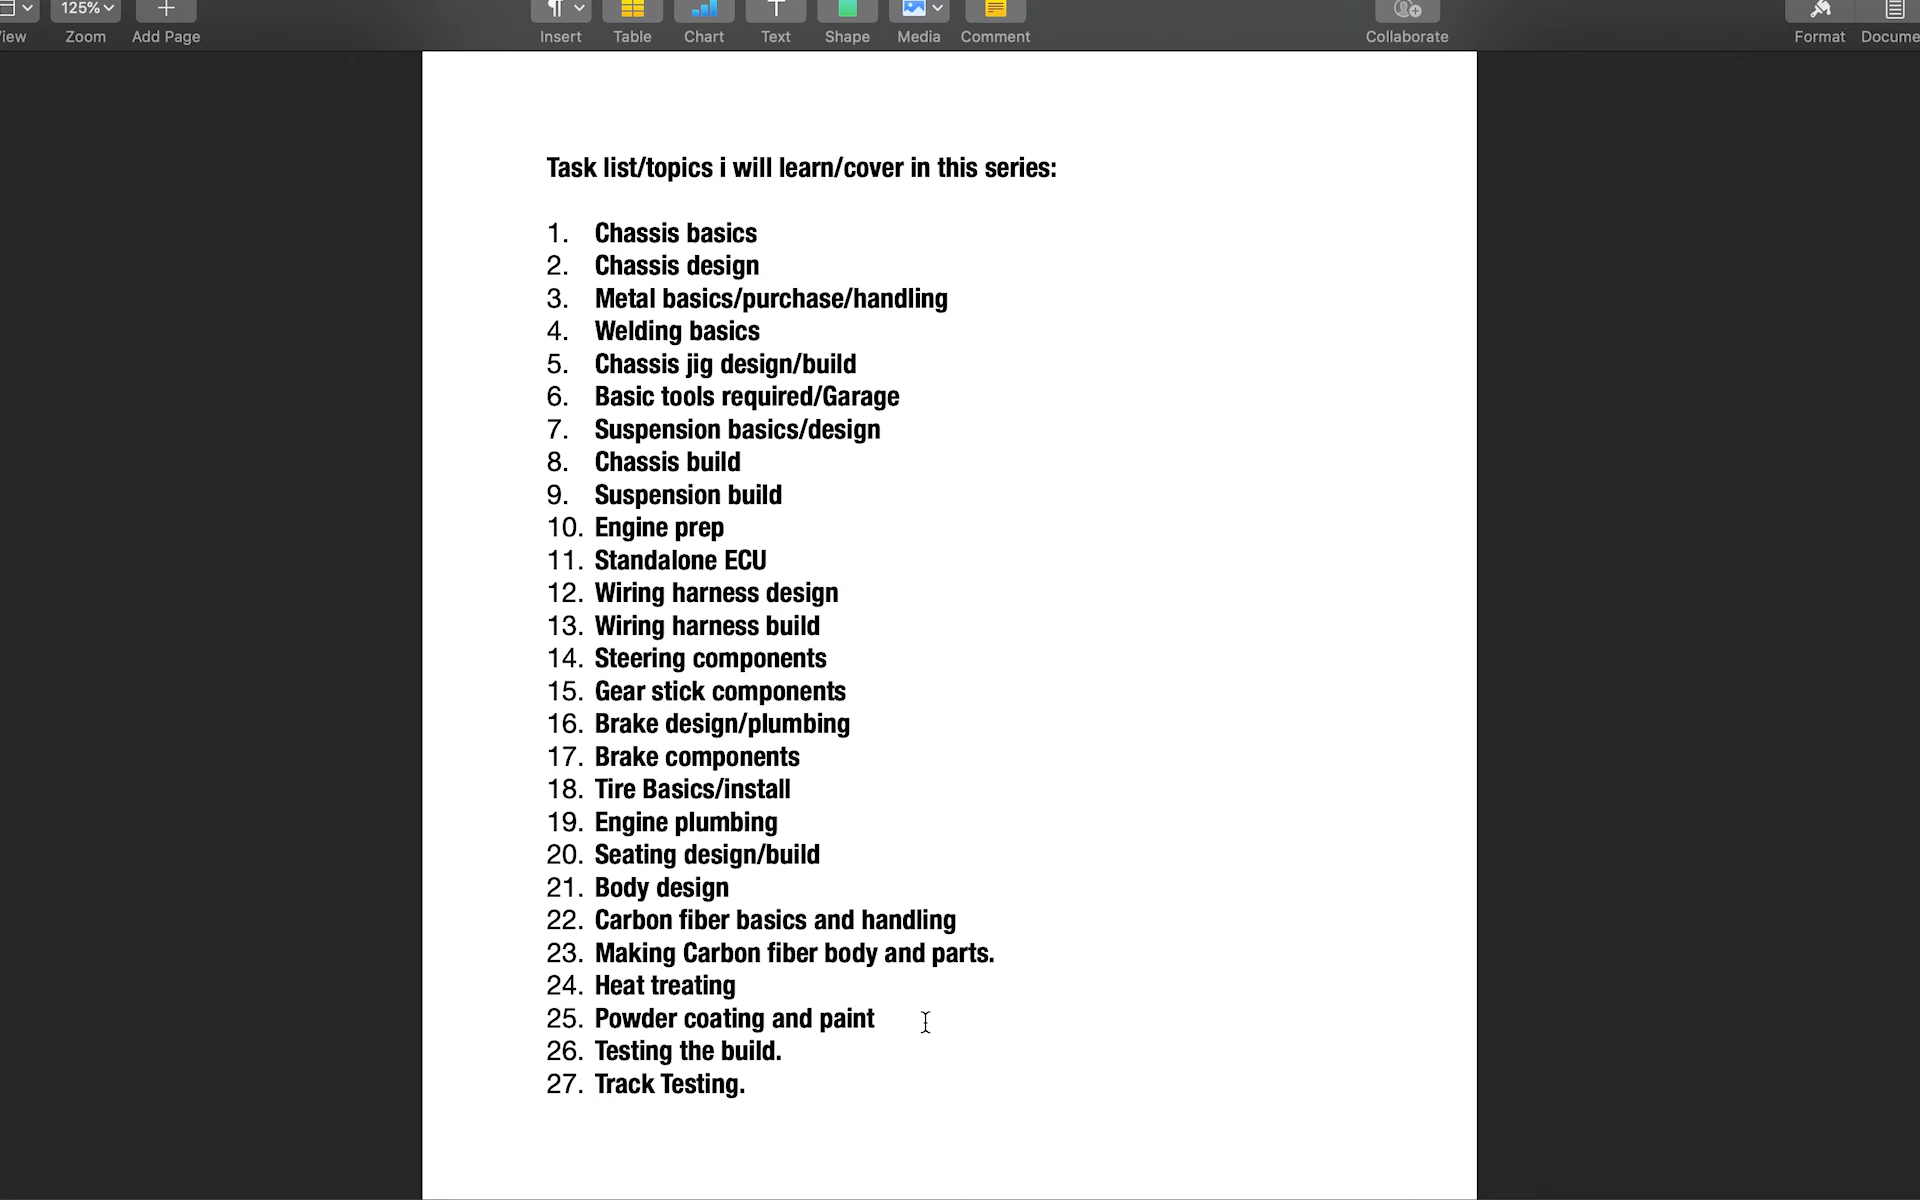 125%
View Zoom Add Page Insert Table Chart Text Shape Media Comment Collaborate Format
Task list/topics i will learn/cover in this series:
1. Chassis basics
2. Chassis design
3. Metal basics/purchase/handling
4. Welding basics
5. Chassis jig design/build
6. Basic tools required/Garage
7. Suspension basics/design
8. Chassis build
9. Suspension build
10. Engine prep
11. Standalone ECU
12. Wiring harness design
13. Wiring harness build
14. Steering components
15. Gear stick components
16. Brake design/plumbing
17. Brake components
18. Tire Basics/install
19. Engine plumbing
20. Seating design/build
21. Body design
22. Carbon fiber basics and handling
23. Making Carbon fiber body and parts.
24. Heat treating
25. Powder coating and paint
26. Testing the build.
27. Track Testing.